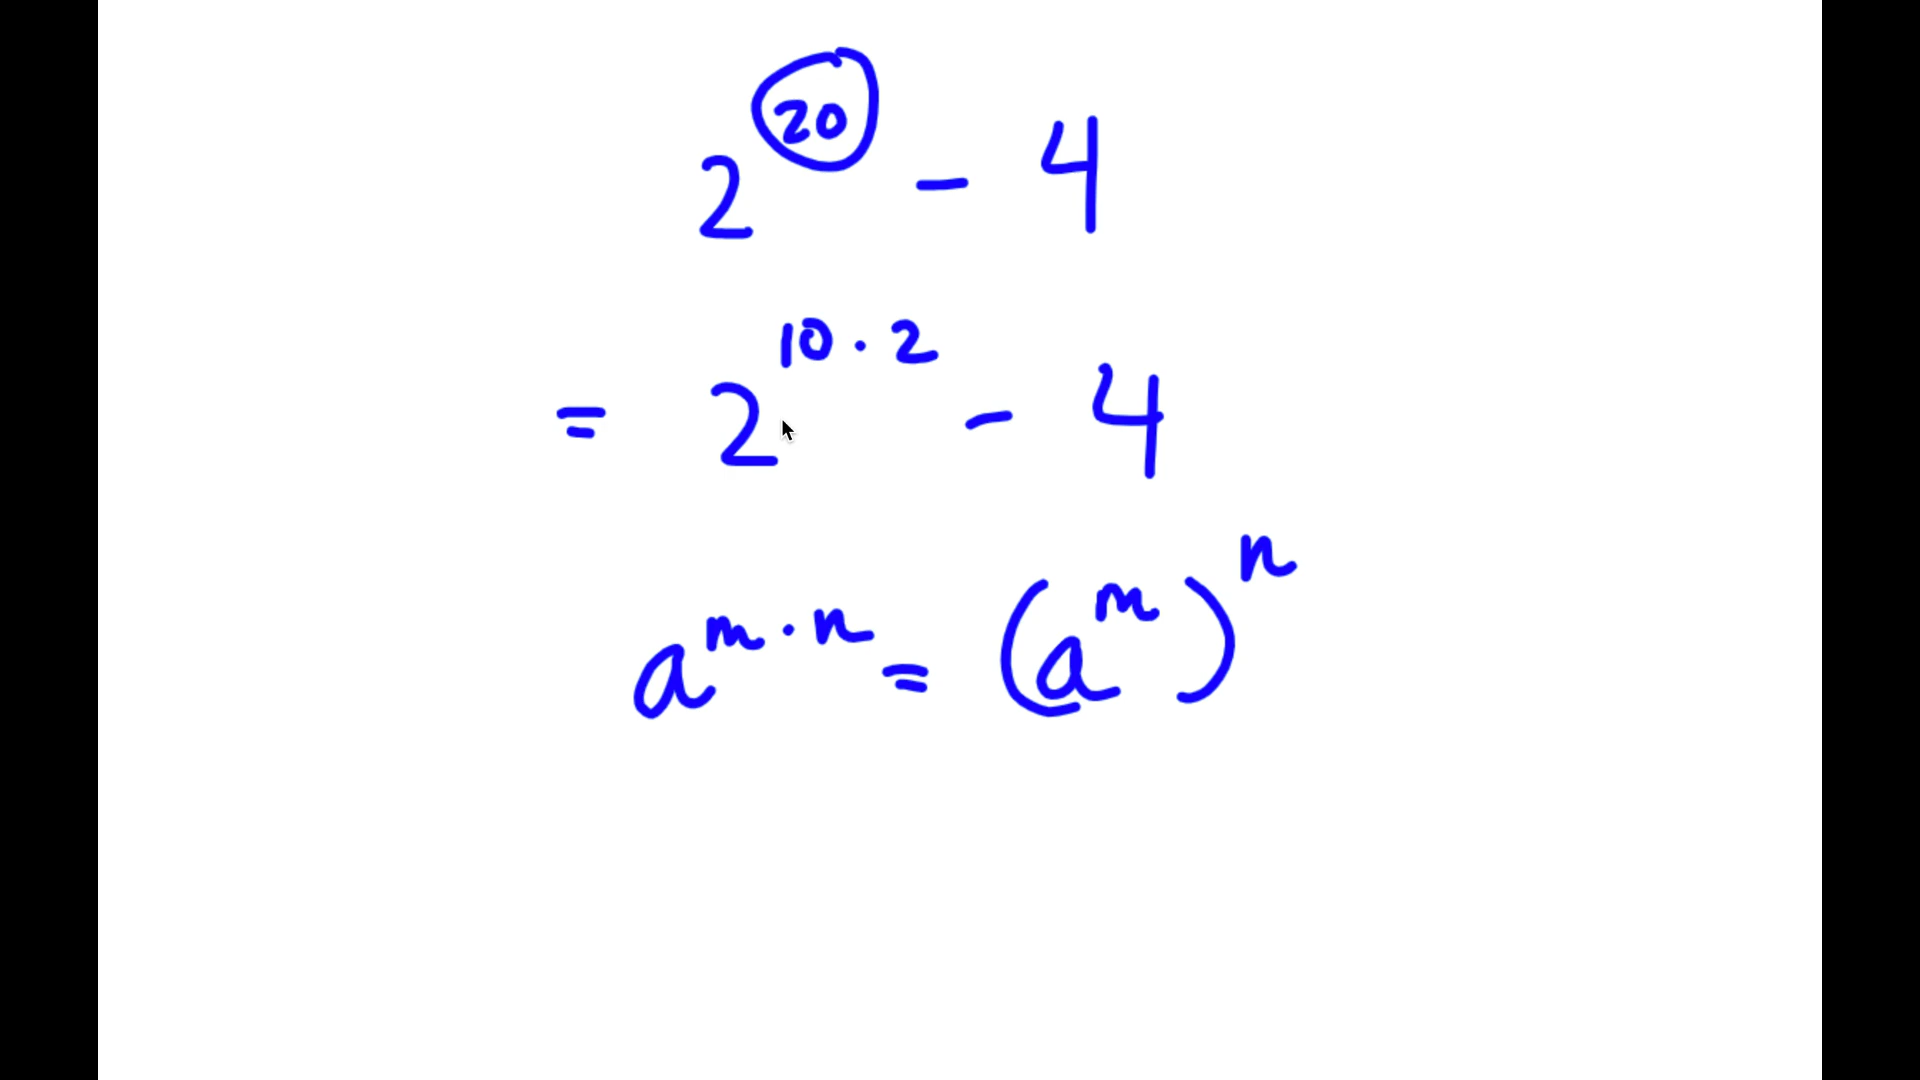 2^20 - 4
= 2^10·2 - 4
a^m·n = (a^m)^n